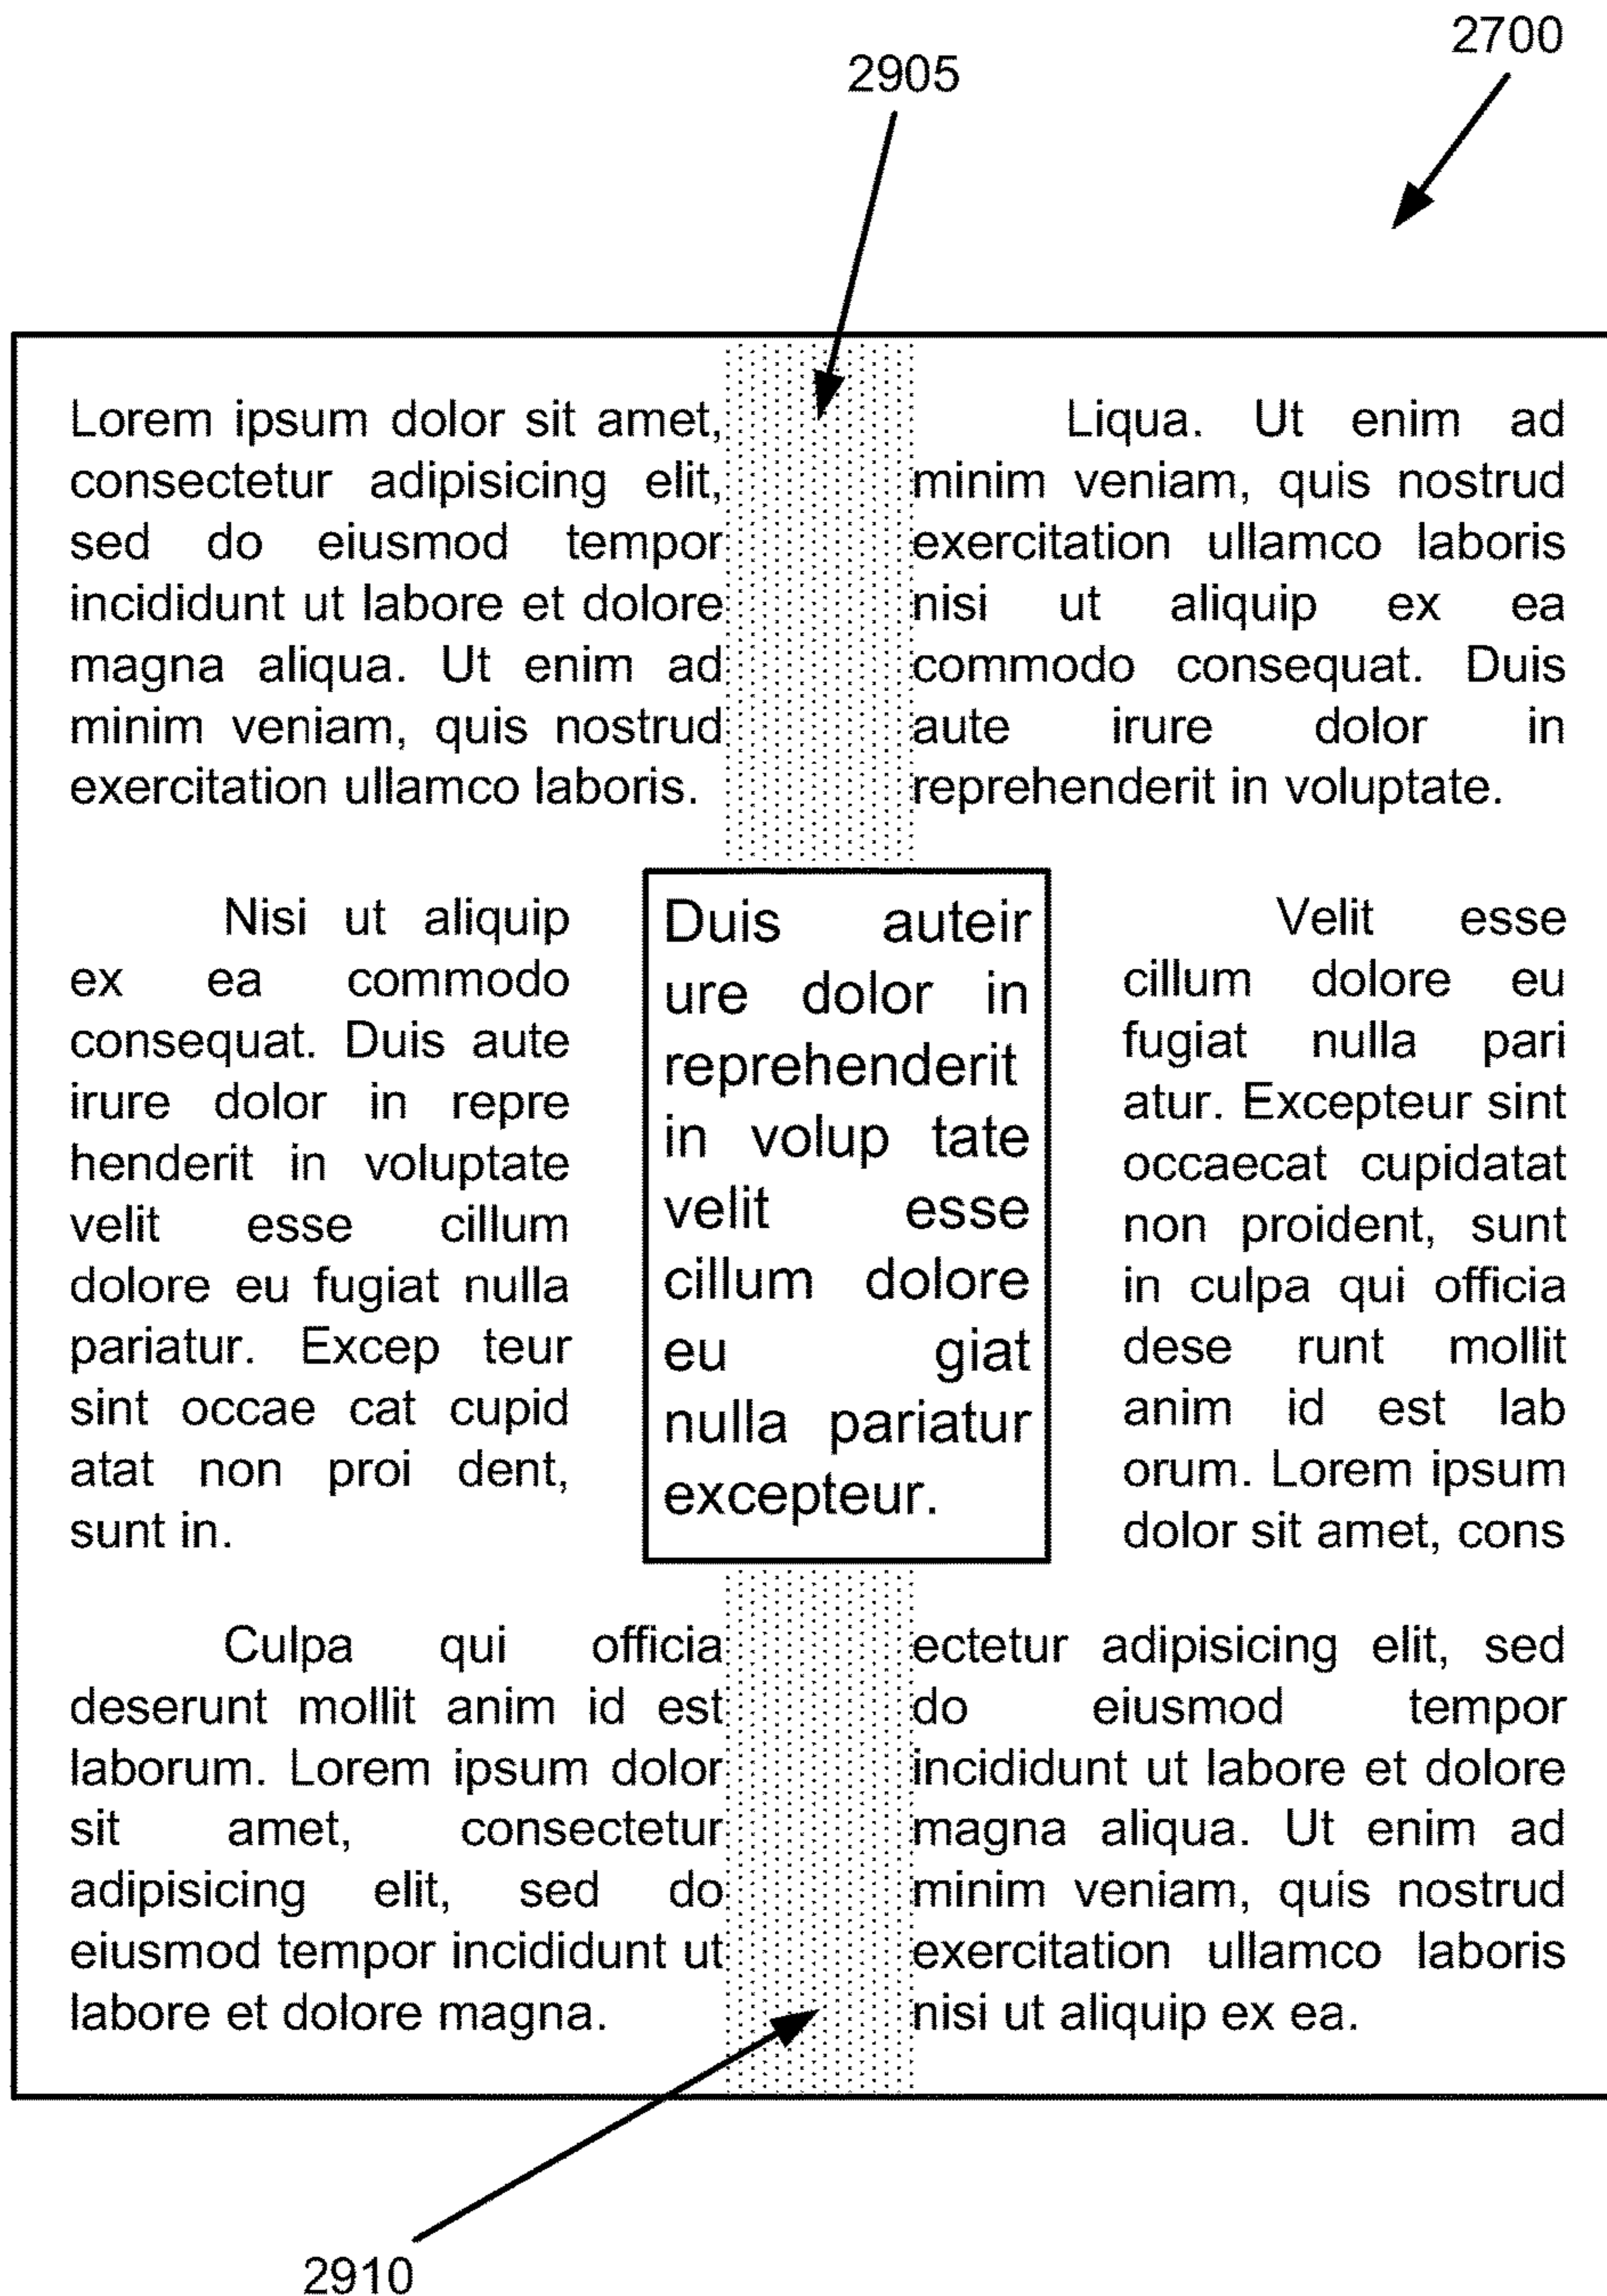 2700
2905
Lorem ipsum dolor sit amet,
consectetur adipisicing elit,
sed do eiusmod tempor
incididunt ut labore et dolore
magna aliqua. Ut enim ad
minim veniam, quis nostrud
exercitation ullamco laboris.
Nisi ut aliquip
ex ea commodo
consequat. Duis aute
irure dolor in repre
henderit in voluptate
velit esse cillum
dolore eu fugiat nulla
pariatur. Excep teur
sint occae cat cupid
atat non proi dent,
sunt in.
Culpa qui officia
deserunt mollit anim id est
laborum. Lorem ipsum dolor
sit amet, consectetur
adipisicing elit, sed do
eiusmod tempor incididunt ut
labore et dolore magna.
Duis auteir
ure dolor in
reprehenderit
in volup tate
velit esse
cillum dolore
eu giat
nulla pariatur
excepteur.
Liqua. Ut enim ad
minim veniam, quis nostrud
exercitation ullamco laboris
nisi ut aliquip ex ea
commodo consequat. Duis
aute irure dolor in
reprehenderit in voluptate.
Velit esse
cillum dolore eu
fugiat nulla pari
atur. Excepteur sint
occaecat cupidatat
non proident, sunt
in culpa qui officia
dese runt mollit
anim id est lab
orum. Lorem ipsum
dolor sit amet, cons
ectetur adipisicing elit, sed
do eiusmod tempor
incididunt ut labore et dolore
magna aliqua. Ut enim ad
minim veniam, quis nostrud
exercitation ullamco laboris
nisi ut aliquip ex ea.
2910